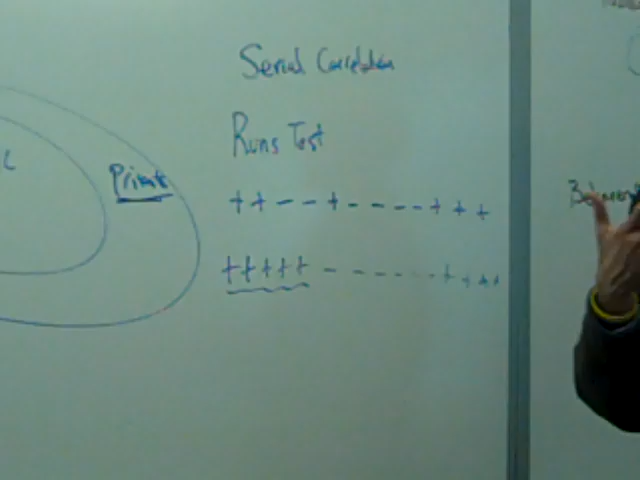 Serial Correlation
Runs Test
Print
+ + - - + - - - - + + +
+ + + + + - - - - - - + + + +